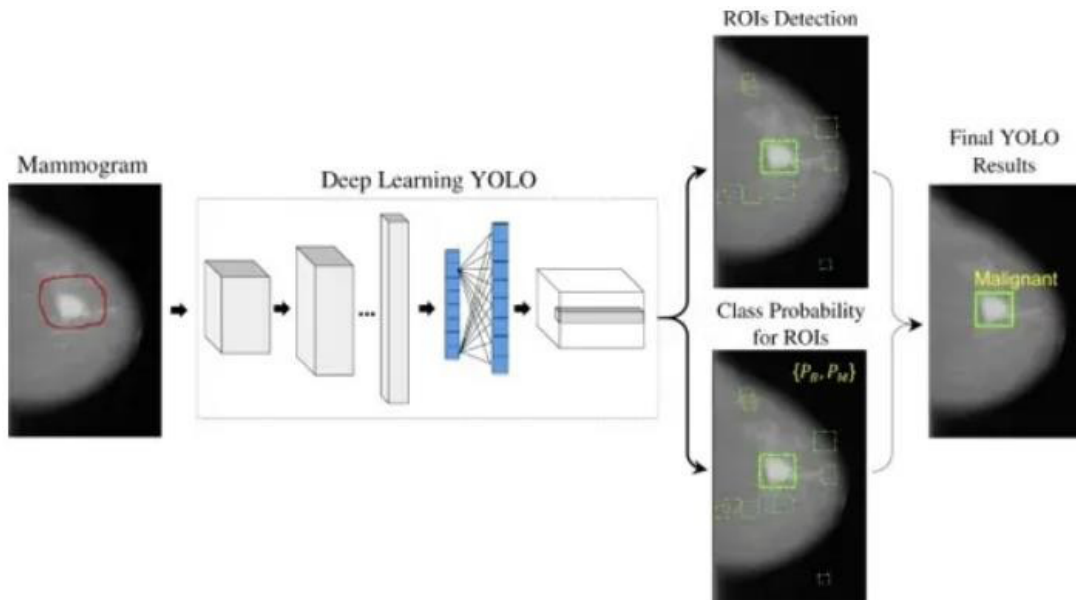 Mammogram
Deep Learning YOLO
...
ROIs Detection
Class Probability
for ROIs
{P_B, P_M}
Final YOLO
Results
Malignant